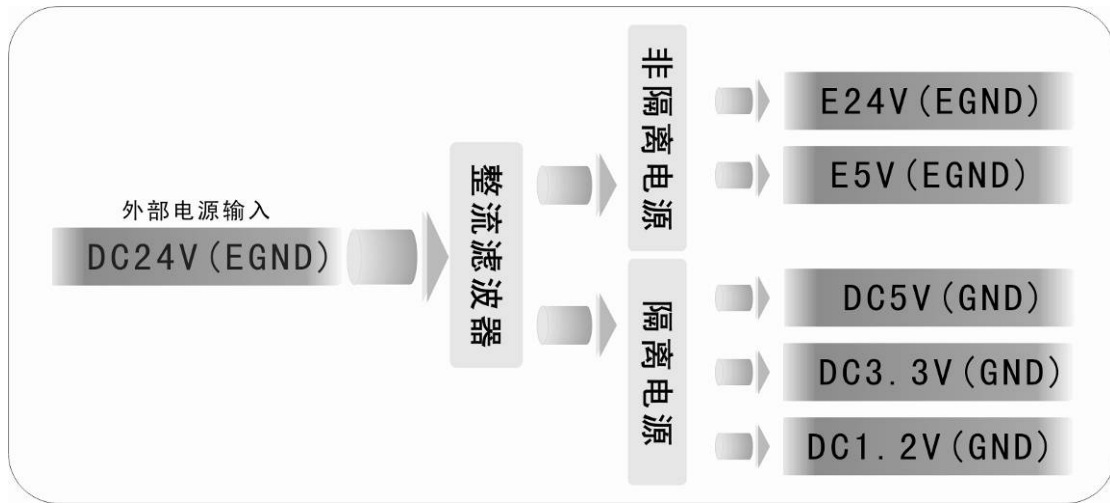 外部电源输入
DC24V(EGND)
整流滤波器
非隔离电源
隔离电源
E24V(EGND)
E5V(EGND)
DC5V(GND)
DC3.3V(GND)
DC1.2V(GND)